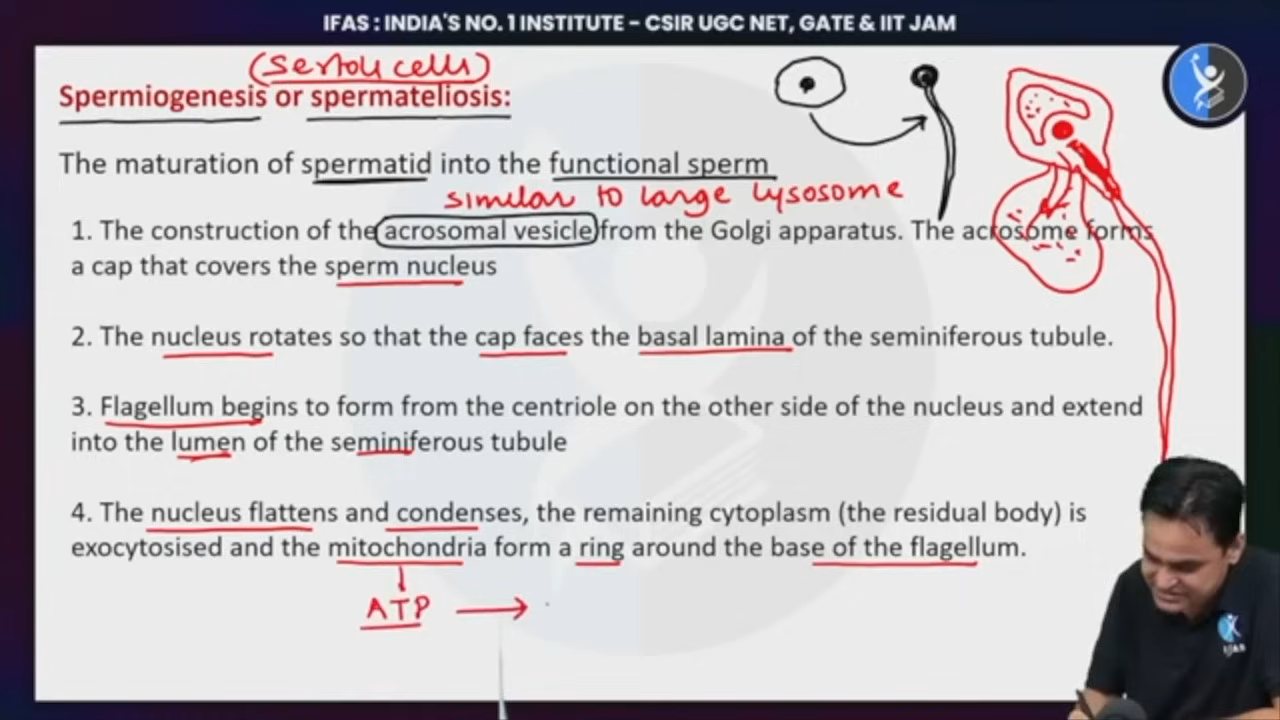 IFAS : INDIA'S NO. 1 INSTITUTE – CSIR UGC NET, GATE & IIT JAM
(Sertoli cells)
Spermiogenesis or spermateliosis:
The maturation of spermatid into the functional sperm
similar to large lysosome
1. The construction of the acrosomal vesicle from the Golgi apparatus. The acrosome forms
a cap that covers the sperm nucleus
2. The nucleus rotates so that the cap faces the basal lamina of the seminiferous tubule.
3. Flagellum begins to form from the centriole on the other side of the nucleus and extend
into the lumen of the seminiferous tubule
4. The nucleus flattens and condenses, the remaining cytoplasm (the residual body) is
exocytosised and the mitochondria form a ring around the base of the flagellum.
ATP →
IFAS